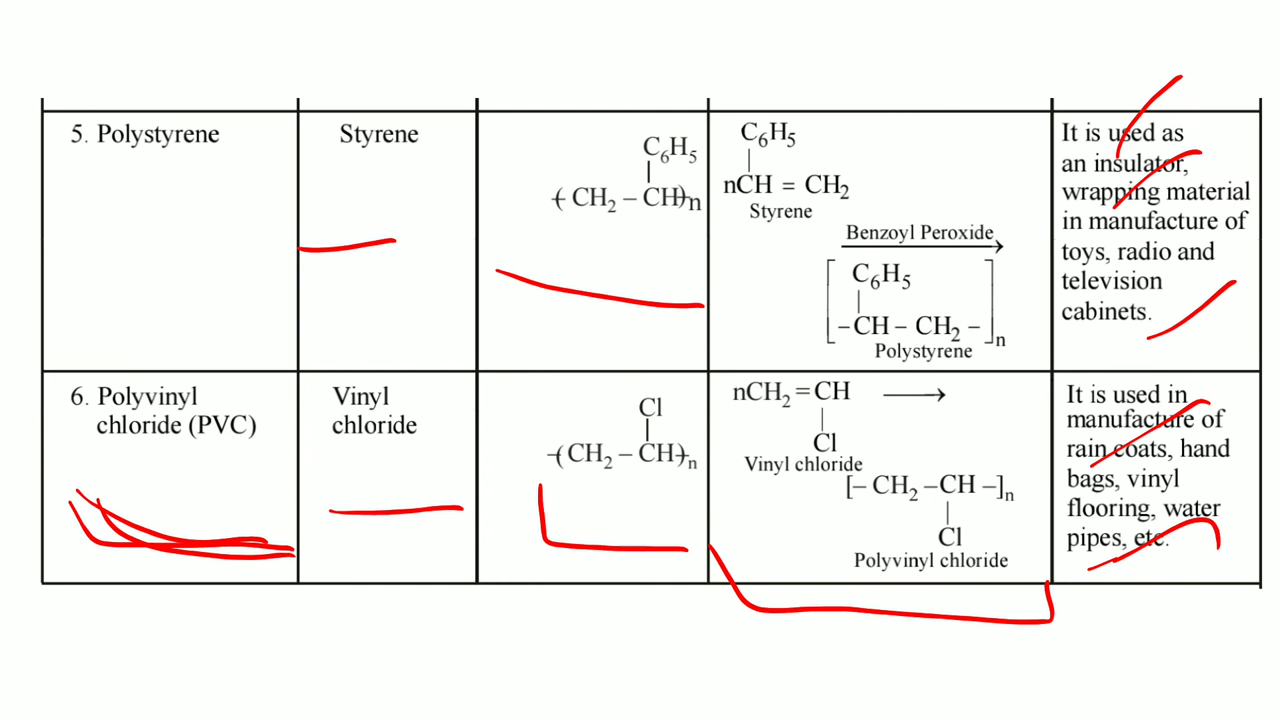 5. Polystyrene
Styrene
C₆H₅
|
-( CH₂ – CH)-n
C₆H₅
|
nCH = CH₂
Styrene
Benzoyl Peroxide
C₆H₅
|
[–CH – CH₂ –]n
Polystyrene
It is used as
an insulator,
wrapping material
in manufacture of
toys, radio and
television
cabinets.
6. Polyvinyl
chloride (PVC)
Vinyl
chloride
Cl
|
-(CH₂ – CH)-n
nCH₂ = CH ⟶
|
Cl
Vinyl chloride
[– CH₂ – CH –]n
|
Cl
Polyvinyl chloride
It is used in
manufacture of
rain coats, hand
bags, vinyl
flooring, water
pipes, etc.